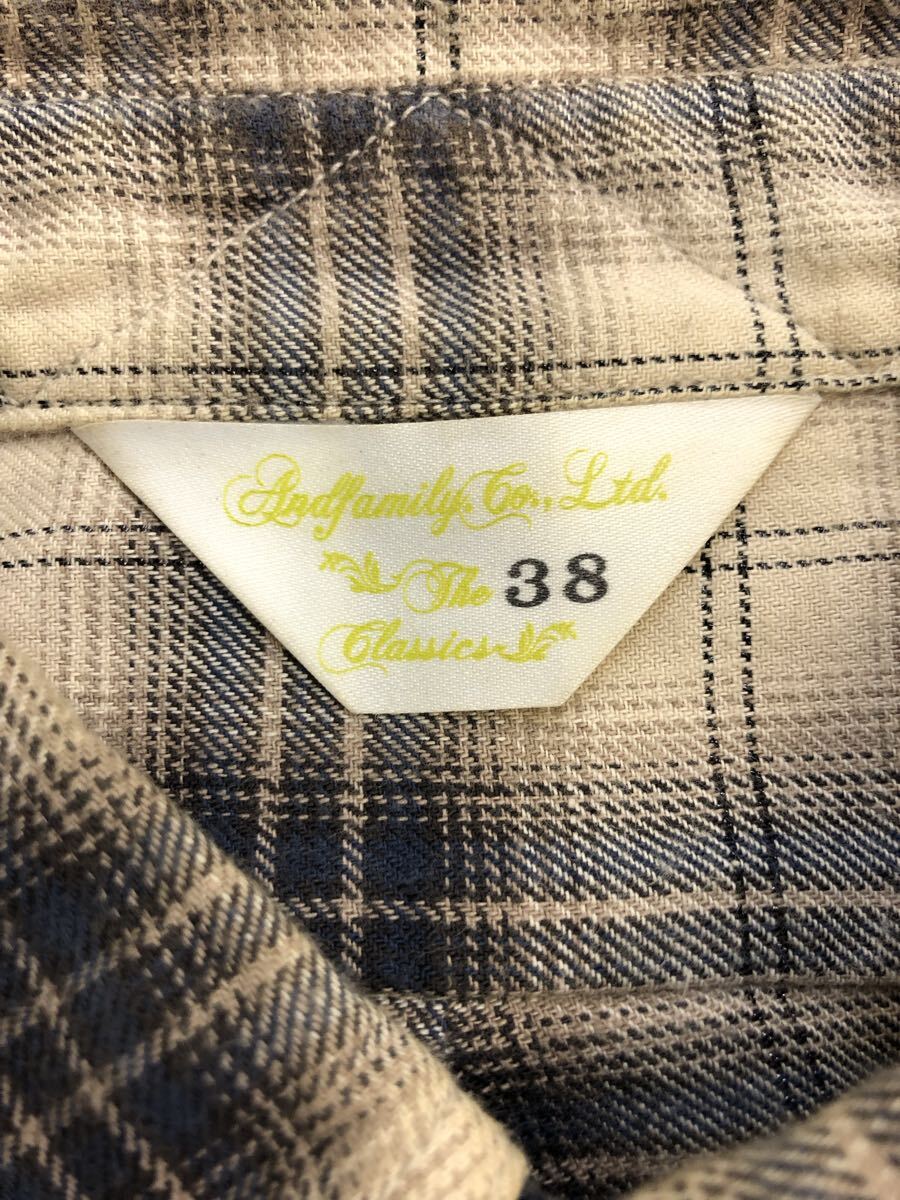 Andfamily.Co.,Ltd.
The 38
Classics